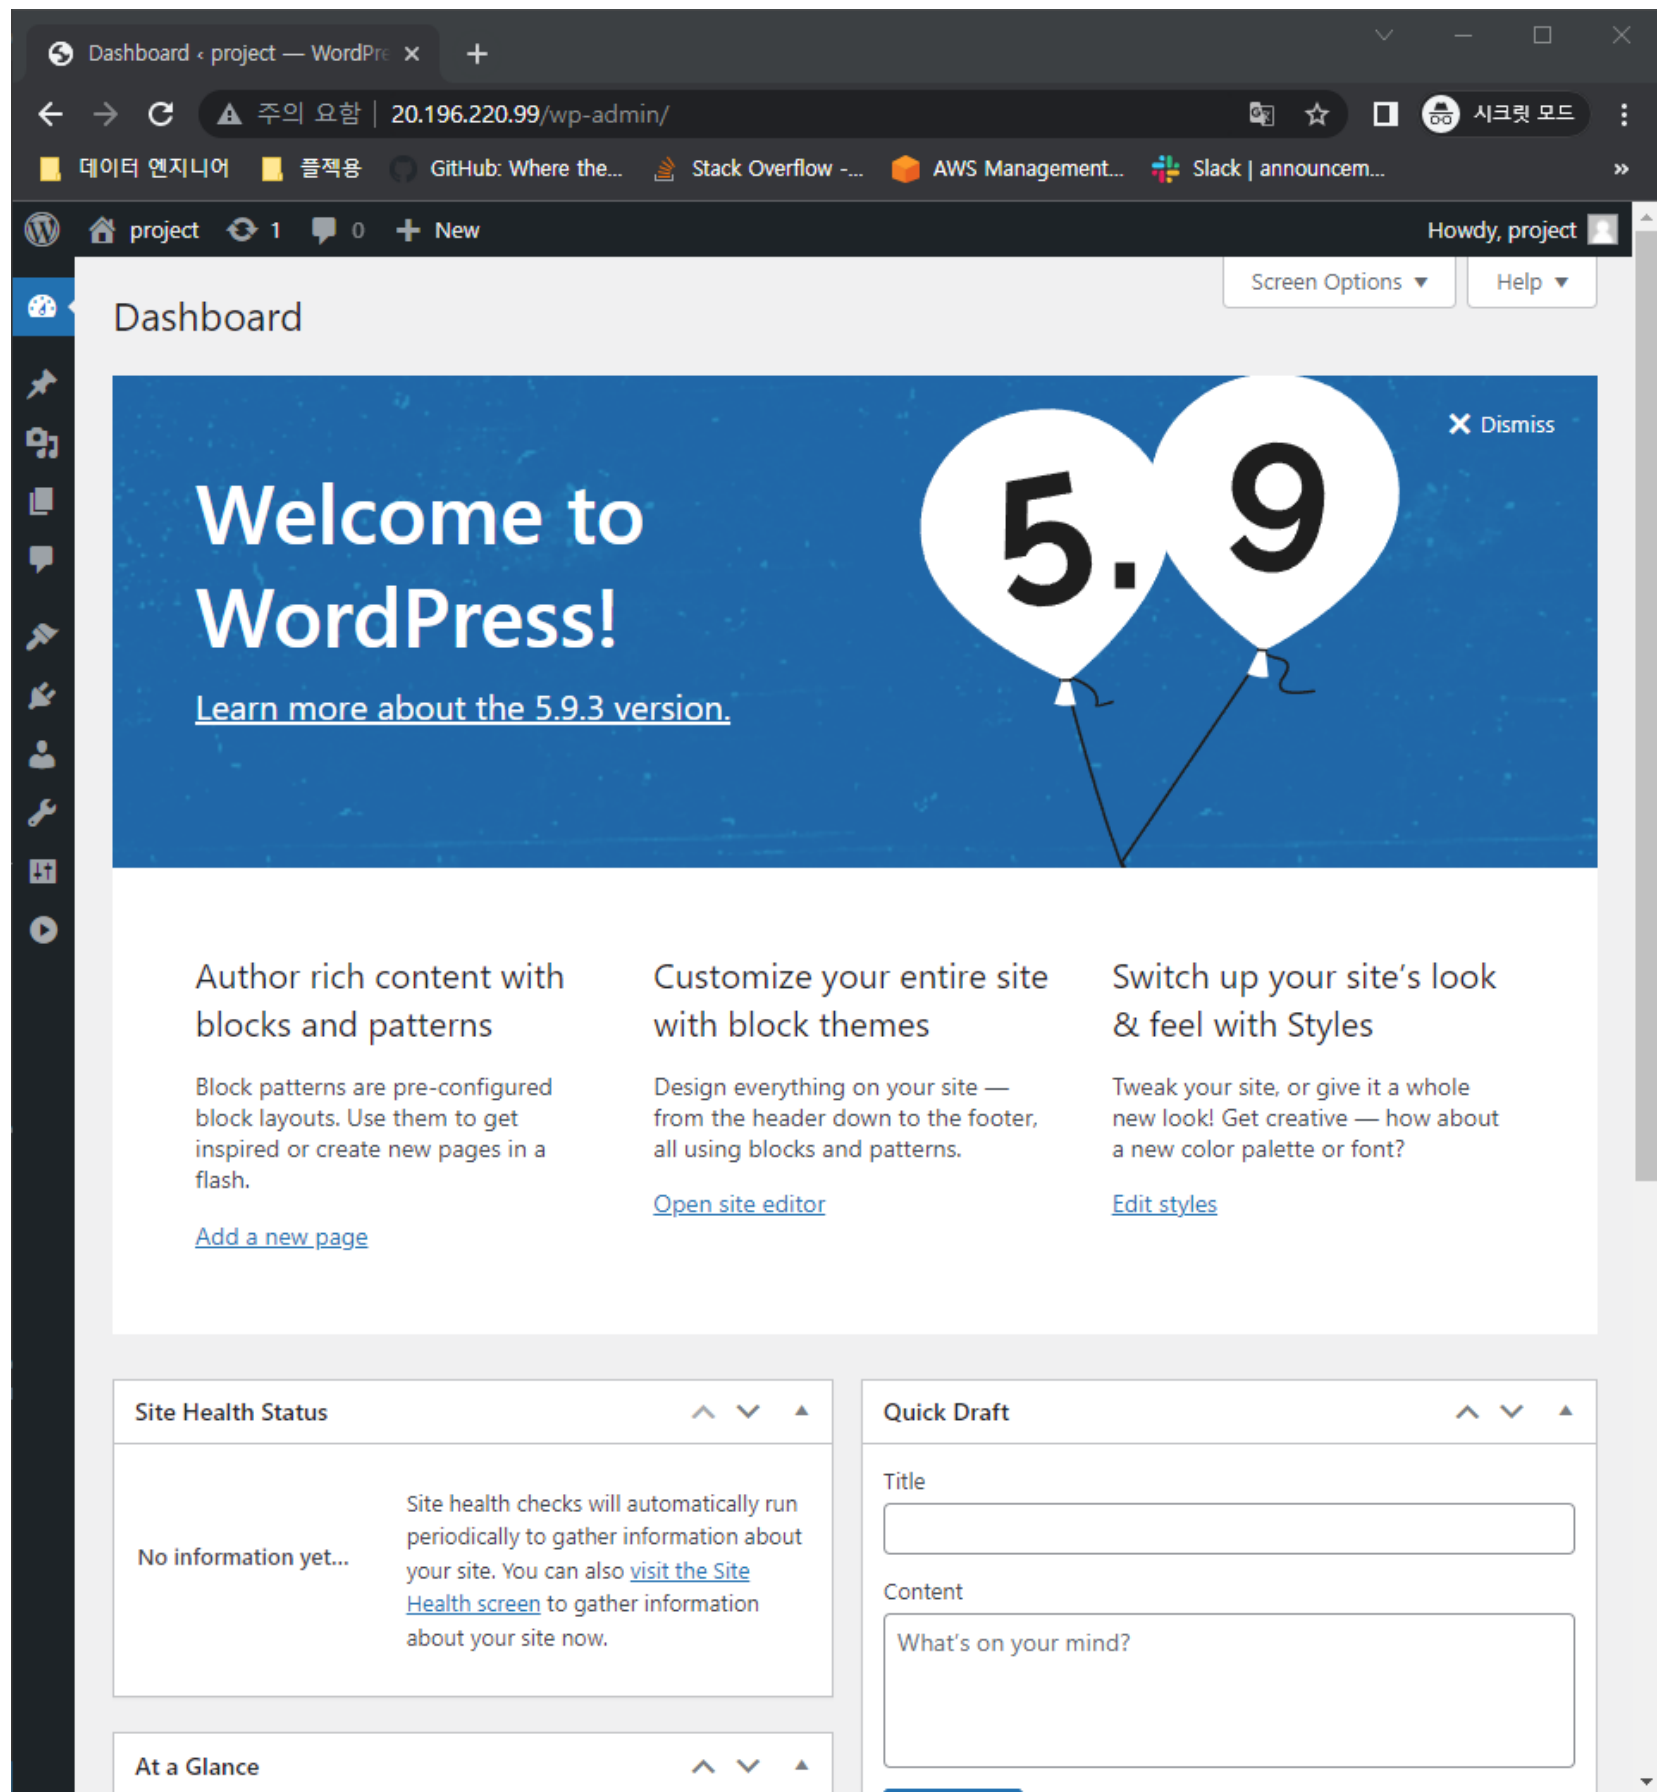 Dashboard ‹ project — WordPre
주의 요함 | 20.196.220.99/wp-admin/ 시크릿 모드
데이터 엔지니어 플젝용 GitHub: Where the... Stack Overflow -... AWS Management... Slack | announcem... »
project 1 0 New Howdy, project
Screen Options Help
Dashboard
Dismiss
5.9
Welcome to
WordPress!
Learn more about the 5.9.3 version.
Author rich content with
blocks and patterns
Block patterns are pre-configured
block layouts. Use them to get
inspired or create new pages in a
flash.
Add a new page
Customize your entire site
with block themes
Design everything on your site —
from the header down to the footer,
all using blocks and patterns.
Open site editor
Switch up your site’s look
& feel with Styles
Tweak your site, or give it a whole
new look! Get creative — how about
a new color palette or font?
Edit styles
Site Health Status
No information yet...
Site health checks will automatically run
periodically to gather information about
your site. You can also visit the Site
Health screen to gather information
about your site now.
At a Glance
Quick Draft
Title
Content
What’s on your mind?